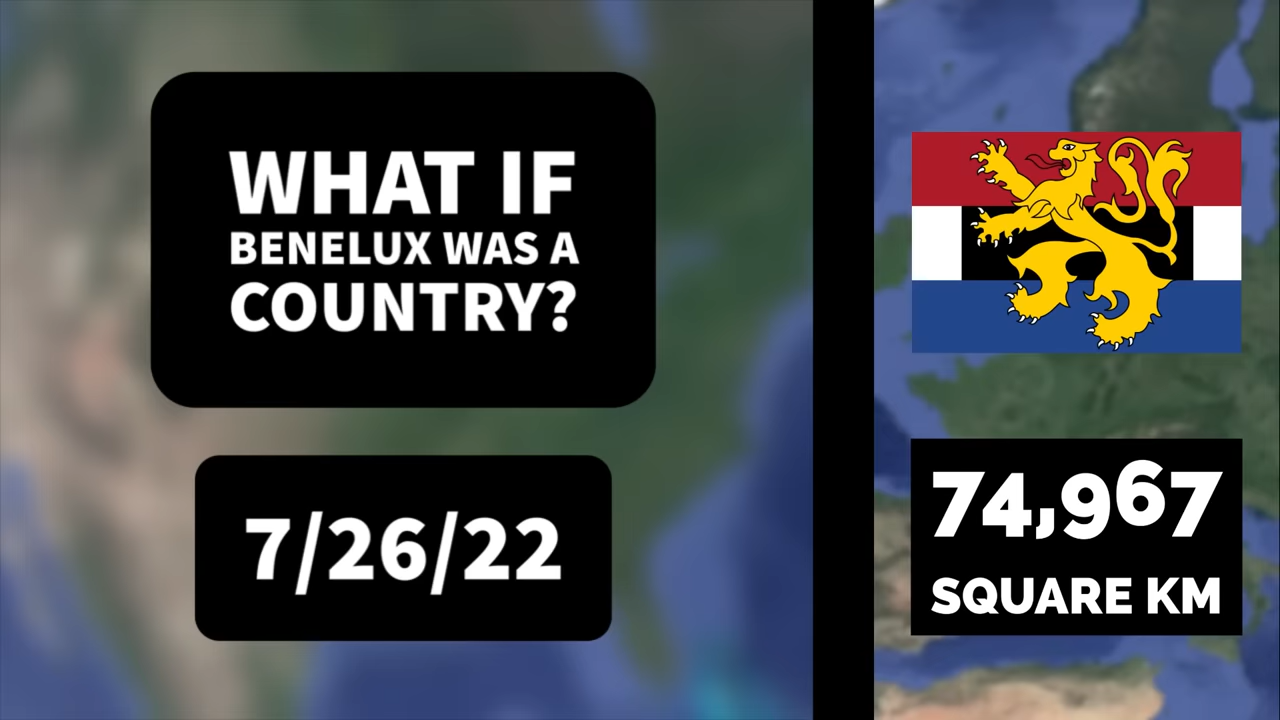 WHAT IF
BENELUX WAS A
COUNTRY?
7/26/22
74,967
SQUARE KM